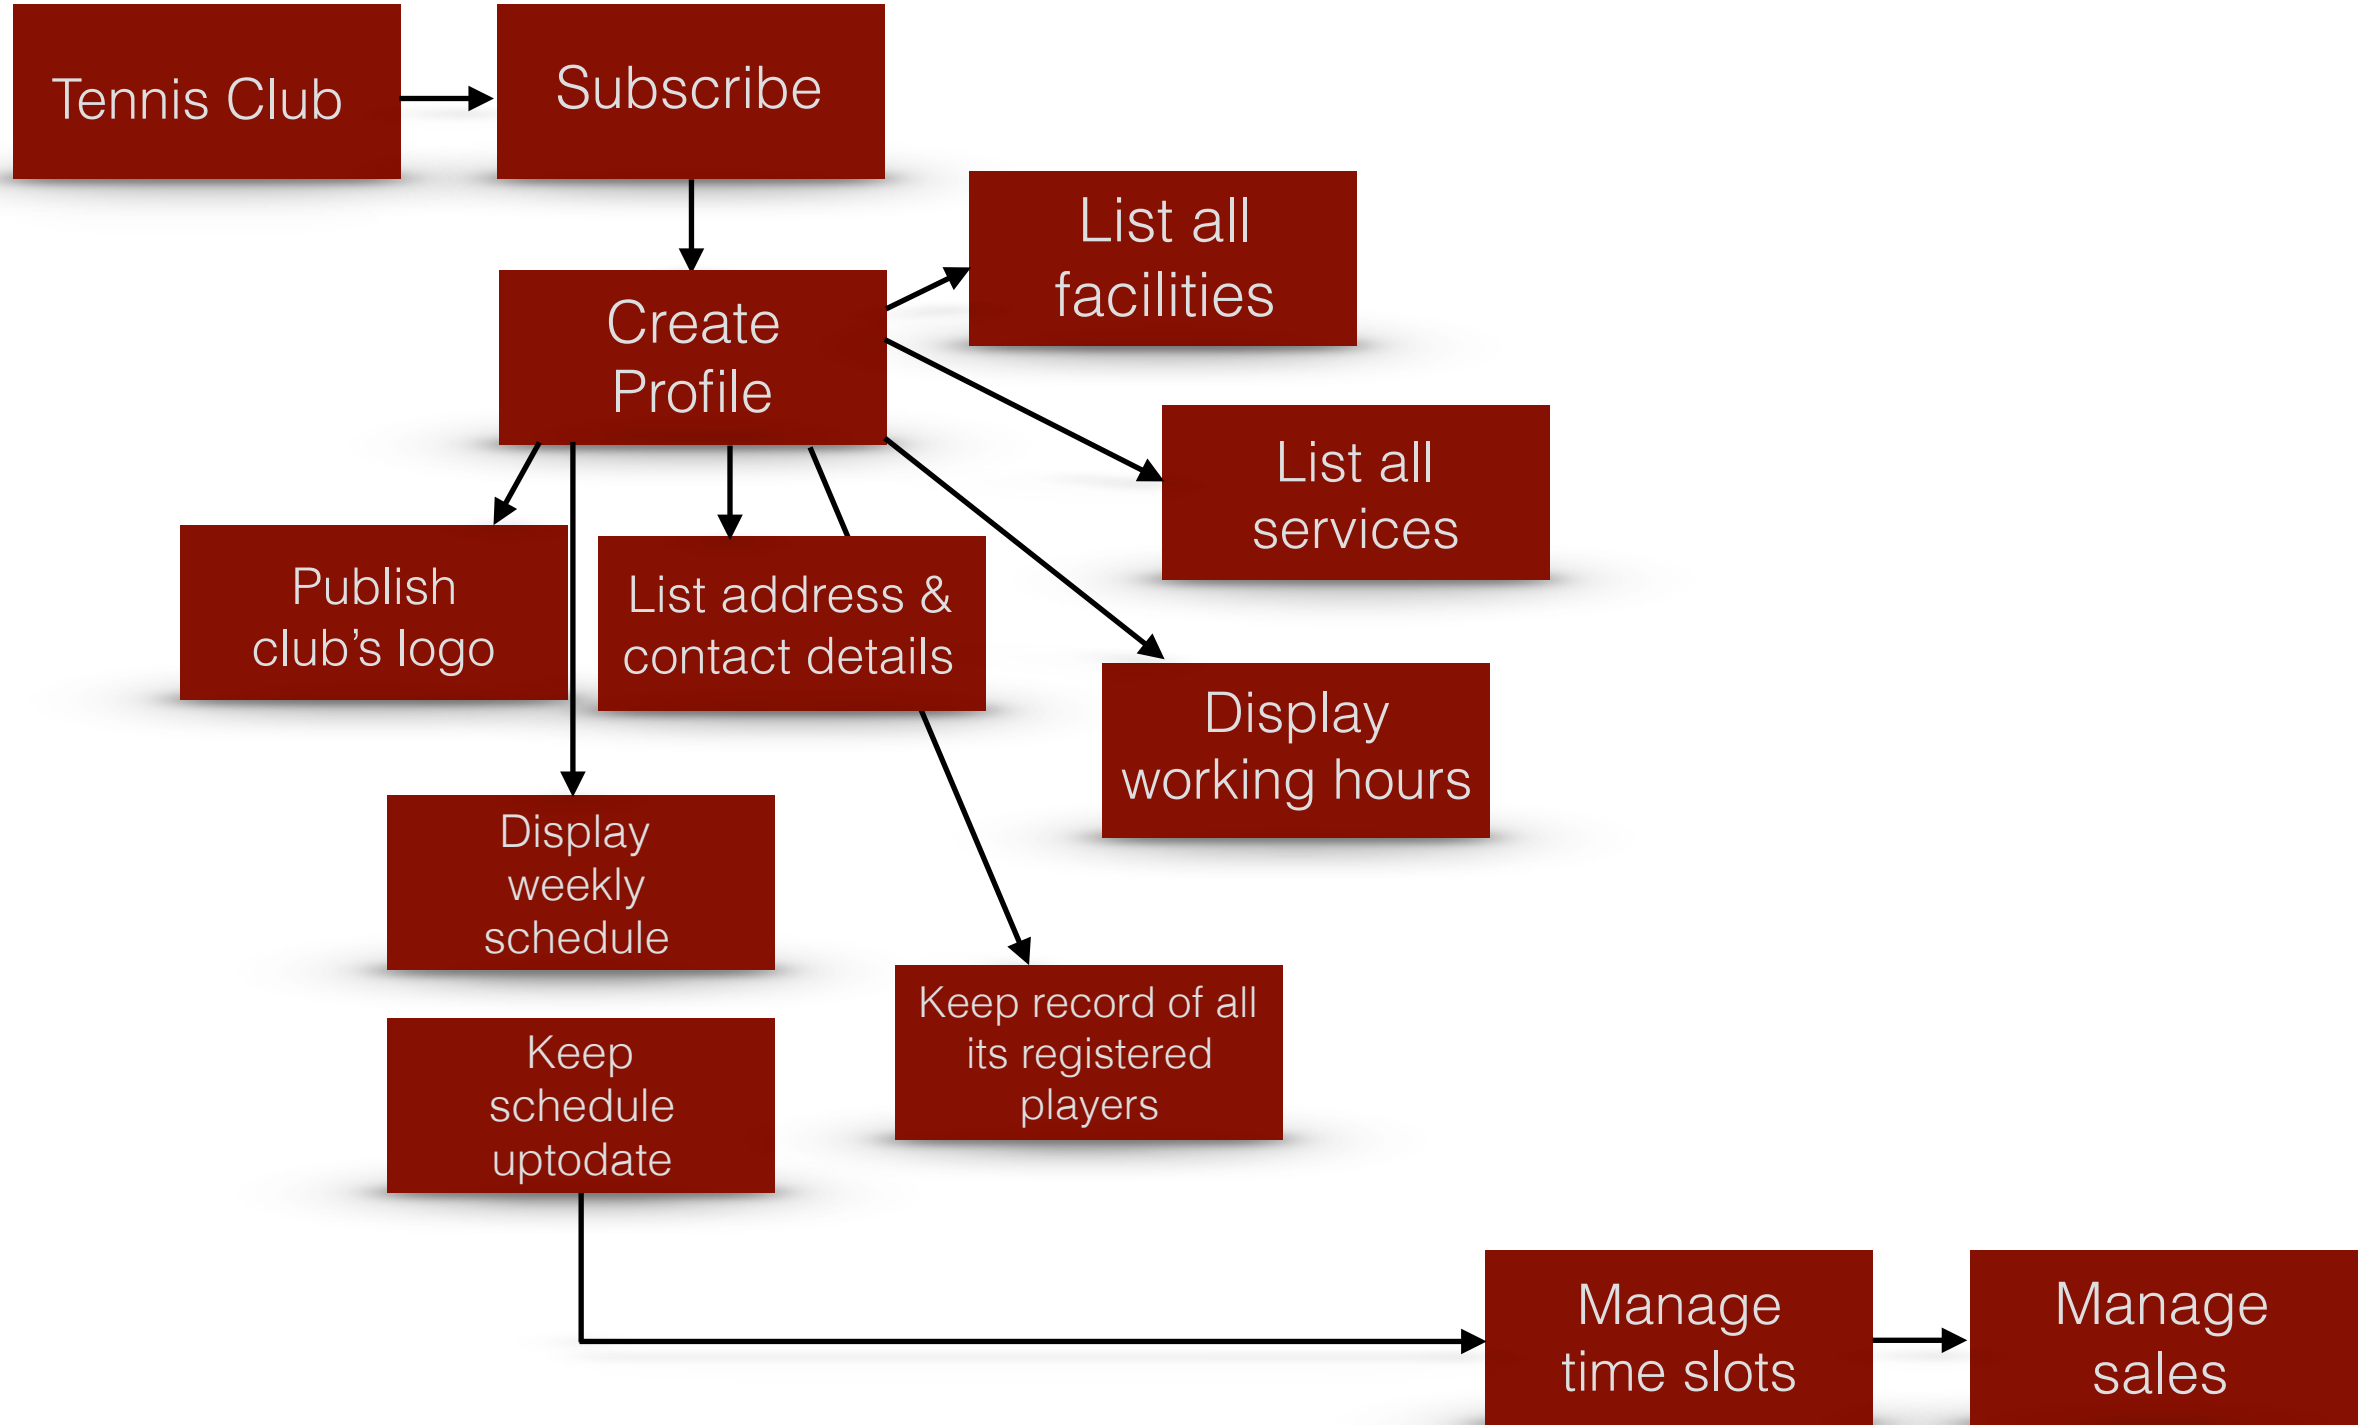 Tennis Club
Subscribe
List all
facilities
Create
Profile
List all
services
Publish
club’s logo
List address &
contact details
Display
working hours
Display
weekly
schedule
Keep record of all
its registered
players
Keep
schedule
uptodate
Manage
time slots
Manage
sales